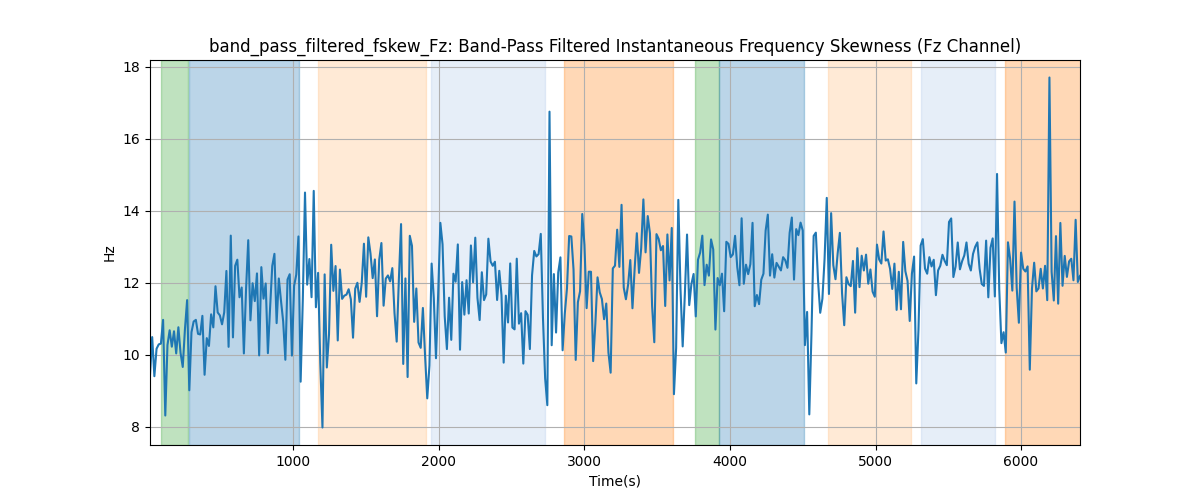 band_pass_filtered_fskew_Fz: Band-Pass Filtered Instantaneous Frequency Skewness (Fz Channel)
18
16
14
12
10
8
Hz
1000 2000 3000 4000 5000 6000
Time(s)